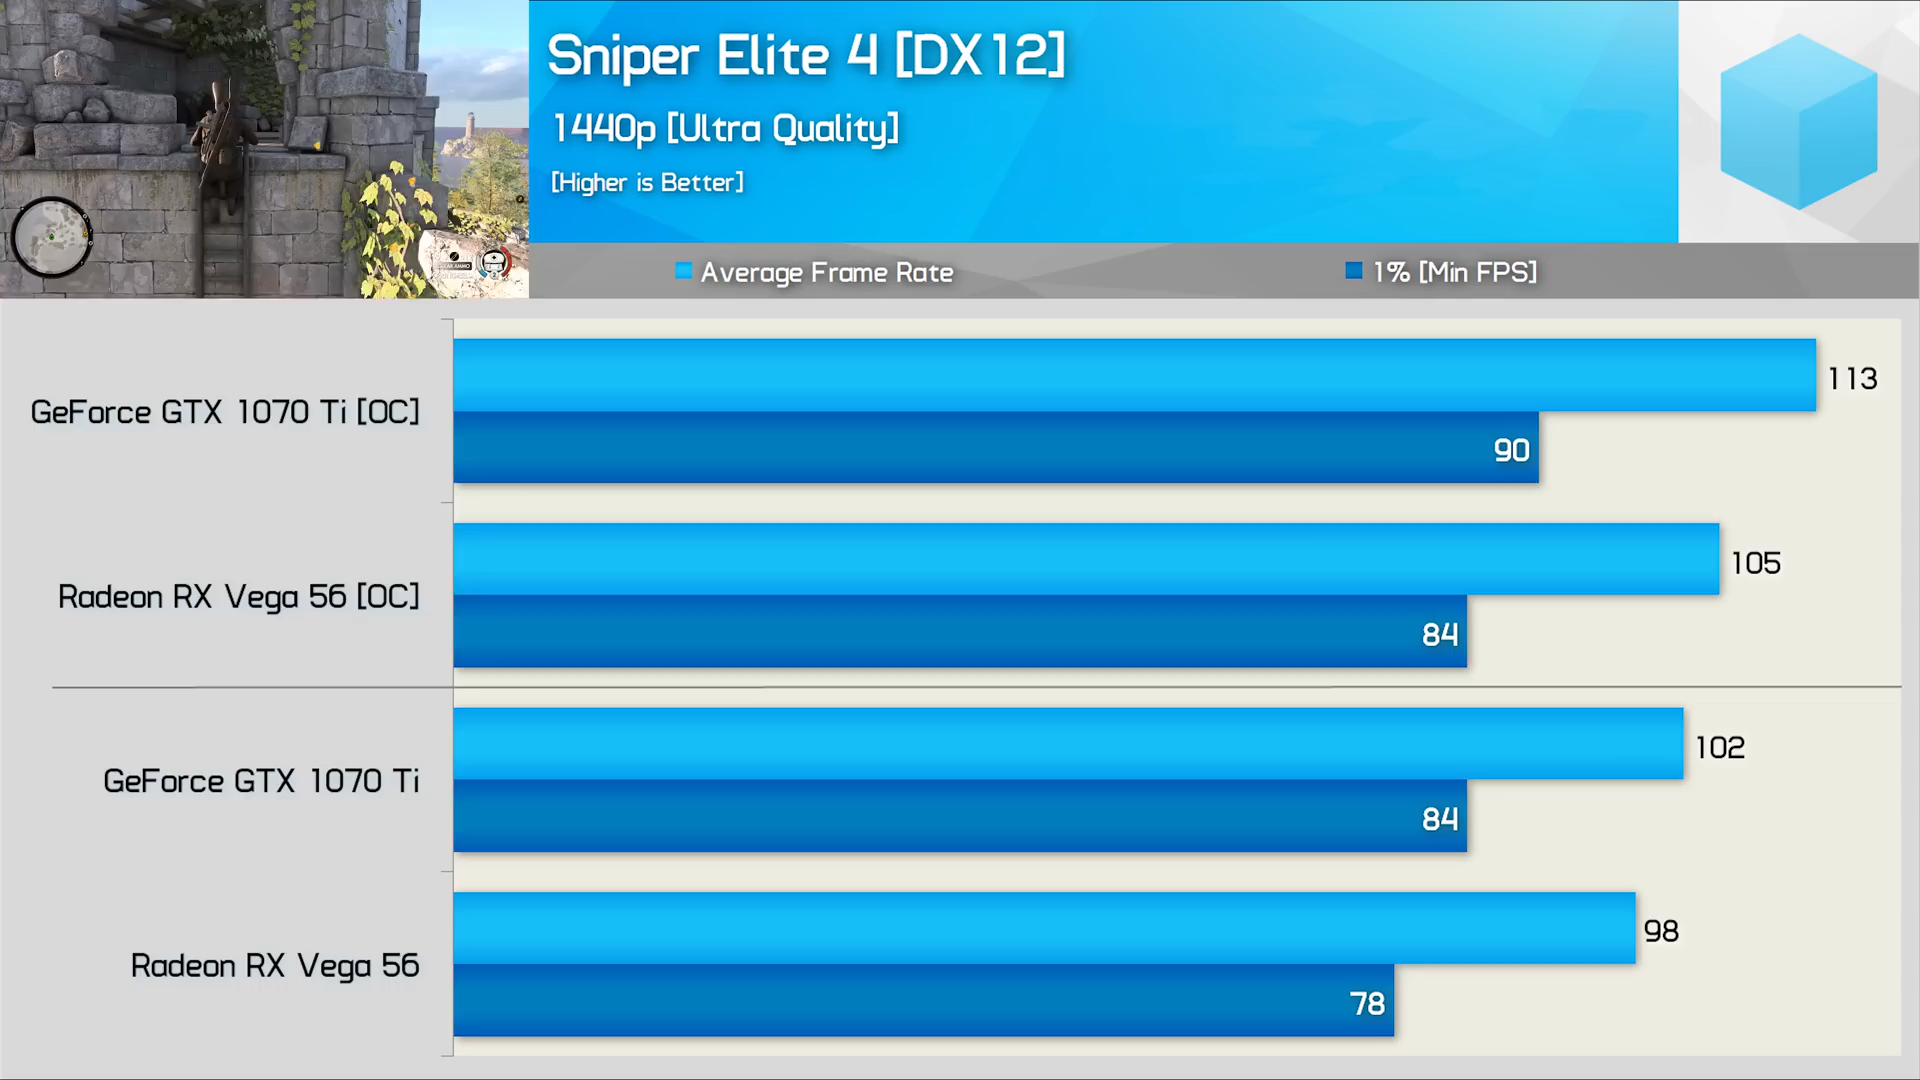 Sniper Elite 4 [DX12]
1440p [Ultra Quality]
[Higher is Better]
Average Frame Rate
1% [Min FPS]
GeForce GTX 1070 Ti [OC]
113
90
Radeon RX Vega 56 [OC]
105
84
GeForce GTX 1070 Ti
102
84
Radeon RX Vega 56
98
78